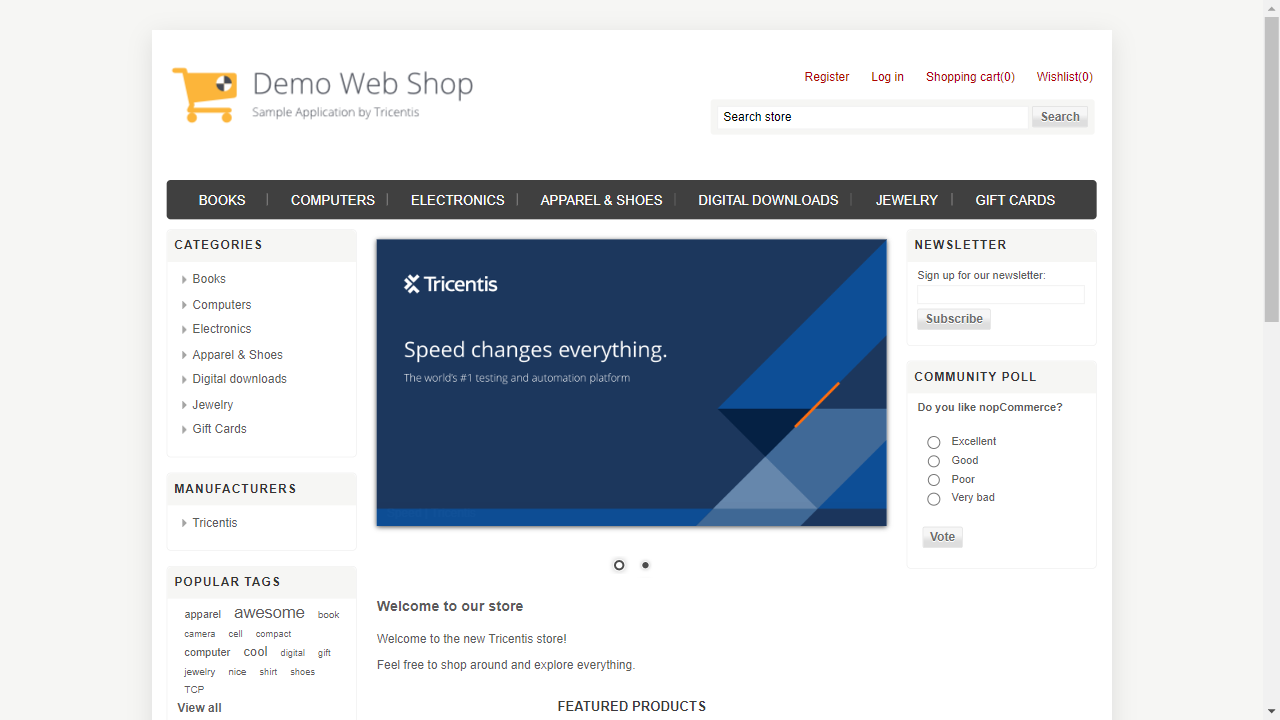 Demo Web Shop
Sample Application by Tricentis
Register Log in Shopping cart(0) Wishlist(0)
Search store Search
BOOKS COMPUTERS ELECTRONICS APPAREL & SHOES DIGITAL DOWNLOADS JEWELRY GIFT CARDS
CATEGORIES
Books
Computers
Electronics
Apparel & Shoes
Digital downloads
Jewelry
Gift Cards
MANUFACTURERS
Tricentis
POPULAR TAGS
apparel awesome book
camera cell compact
computer cool digital gift
jewelry nice shirt shoes
TCP
View all
Tricentis
Speed changes everything.
The world's #1 testing and automation platform
Welcome to our store
Welcome to the new Tricentis store!
Feel free to shop around and explore everything.
FEATURED PRODUCTS
NEWSLETTER
Sign up for our newsletter:
Subscribe
COMMUNITY POLL
Do you like nopCommerce?
Excellent
Good
Poor
Very bad
Vote